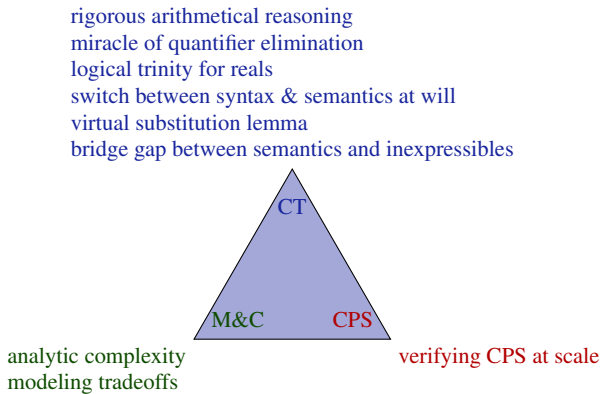 rigorous arithmetical reasoning
miracle of quantifier elimination
logical trinity for reals
switch between syntax & semantics at will
virtual substitution lemma
bridge gap between semantics and inexpressibles
CT
M&C
CPS
analytic complexity
modeling tradeoffs
verifying CPS at scale